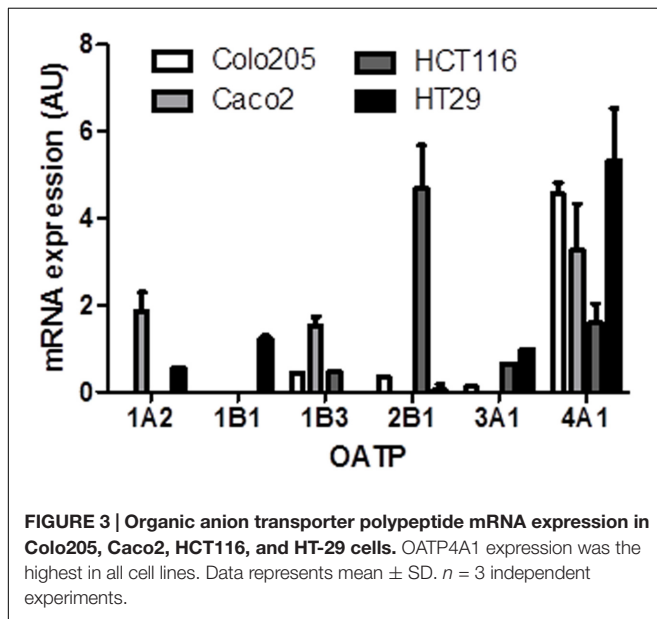 8
6
4
2
0
mRNA expression (AU)
Colo205
HCT116
Caco2
HT29
1A2 1B1 1B3 2B1 3A1 4A1
OATP
FIGURE 3 | Organic anion transporter polypeptide mRNA expression in
Colo205, Caco2, HCT116, and HT-29 cells. OATP4A1 expression was the
highest in all cell lines. Data represents mean ± SD. n = 3 independent
experiments.